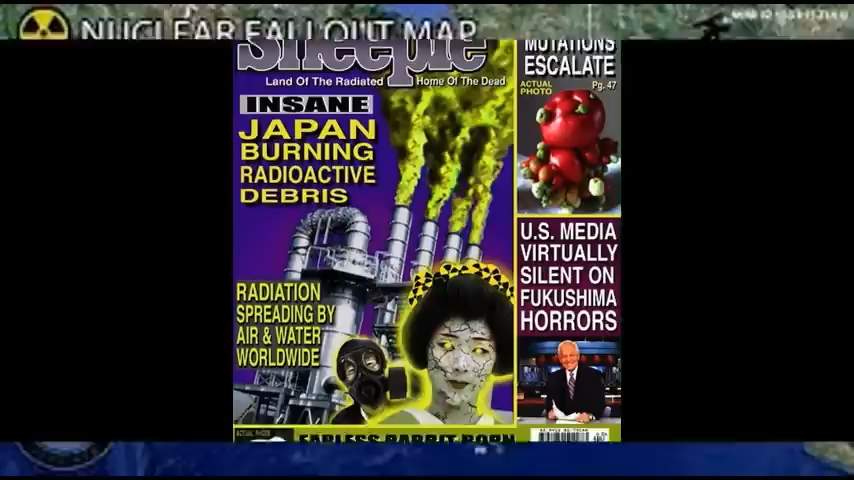 NUCLEAR FALLOUT MAP
Sheeple
Land Of The Radiated Home Of The Dead
INSANE
JAPAN
BURNING
RADIOACTIVE
DEBRIS
RADIATION
SPREADING BY
AIR & WATER
WORLDWIDE
MUTATIONS
ESCALATE
ACTUAL
PHOTO
Pg. 47
U.S. MEDIA
VIRTUALLY
SILENT ON
FUKUSHIMA
HORRORS
ACTUAL PHOTO
EARLESS RABBIT BORN